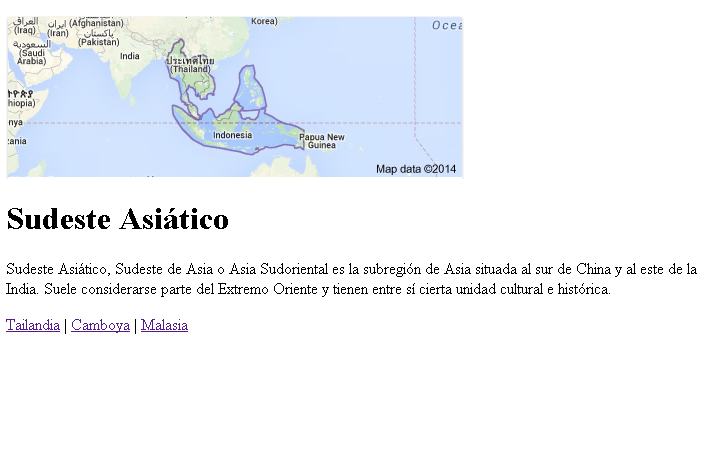 العراق
(Iraq)
ایران
(Iran)
(Afghanistan)
پاکستان
(Pakistan)
Korea)
Ocea
السعودية
(Saudi
Arabia)
India
ประเทศไทย
(Thailand)
hiopia)
nya
Indonesia
Papua New
Guinea
ania
Map data ©2014
Sudeste Asiático
Sudeste Asiático, Sudeste de Asia o Asia Sudoriental es la subregión de Asia situada al sur de China y al este de la
India. Suele considerarse parte del Extremo Oriente y tienen entre sí cierta unidad cultural e histórica.
Tailandia | Camboya | Malasia